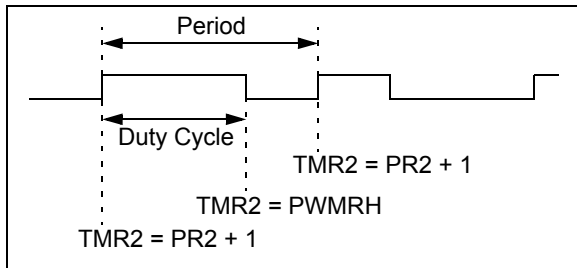 Period
Duty Cycle
TMR2 = PR2 + 1
TMR2 = PWMRH
TMR2 = PR2 + 1